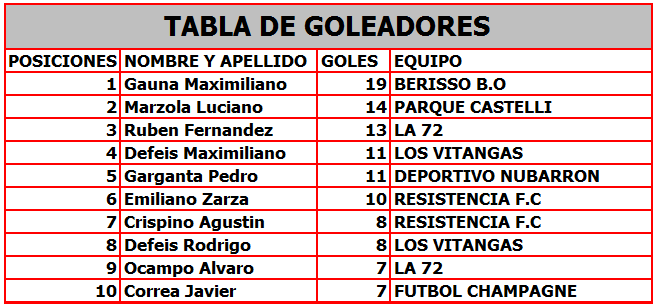 TABLA DE GOLEADORES
POSICIONES NOMBRE Y APELLIDO GOLES EQUIPO
1 Gauna Maximiliano 19 BERISSO B.O
2 Marzola Luciano 14 PARQUE CASTELLI
3 Ruben Fernandez 13 LA 72
4 Defeis Maximiliano 11 LOS VITANGAS
5 Garganta Pedro 11 DEPORTIVO NUBARRON
6 Emiliano Zarza 10 RESISTENCIA F.C
7 Crispino Agustin 8 RESISTENCIA F.C
8 Defeis Rodrigo 8 LOS VITANGAS
9 Ocampo Alvaro 7 LA 72
10 Correa Javier 7 FUTBOL CHAMPAGNE